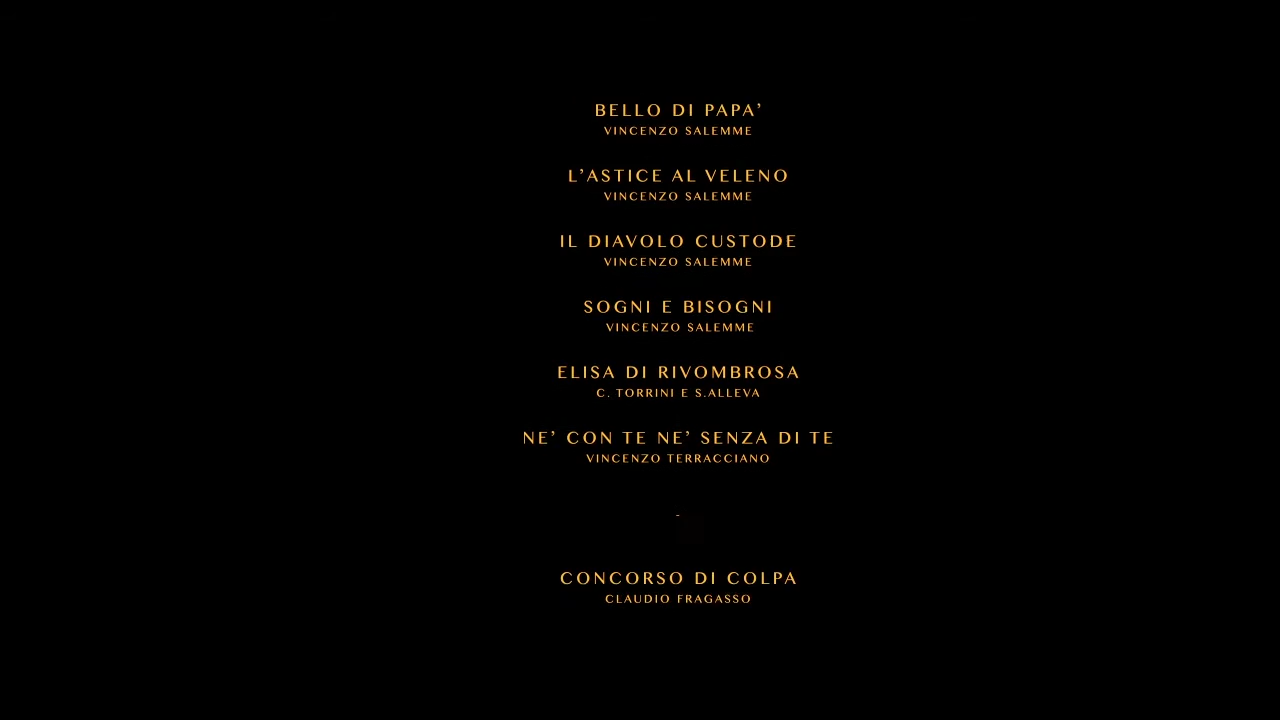 BELLO DI PAPA’
VINCENZO SALEMME
L’ASTICE AL VELENO
VINCENZO SALEMME
IL DIAVOLO CUSTODE
VINCENZO SALEMME
SOGNI E BISOGNI
VINCENZO SALEMME
ELISA DI RIVOMBROSA
C. TORRINI E S.ALLEVA
NE’ CON TE NE’ SENZA DI TE
VINCENZO TERRACCIANO
-
CONCORSO DI COLPA
CLAUDIO FRAGASSO